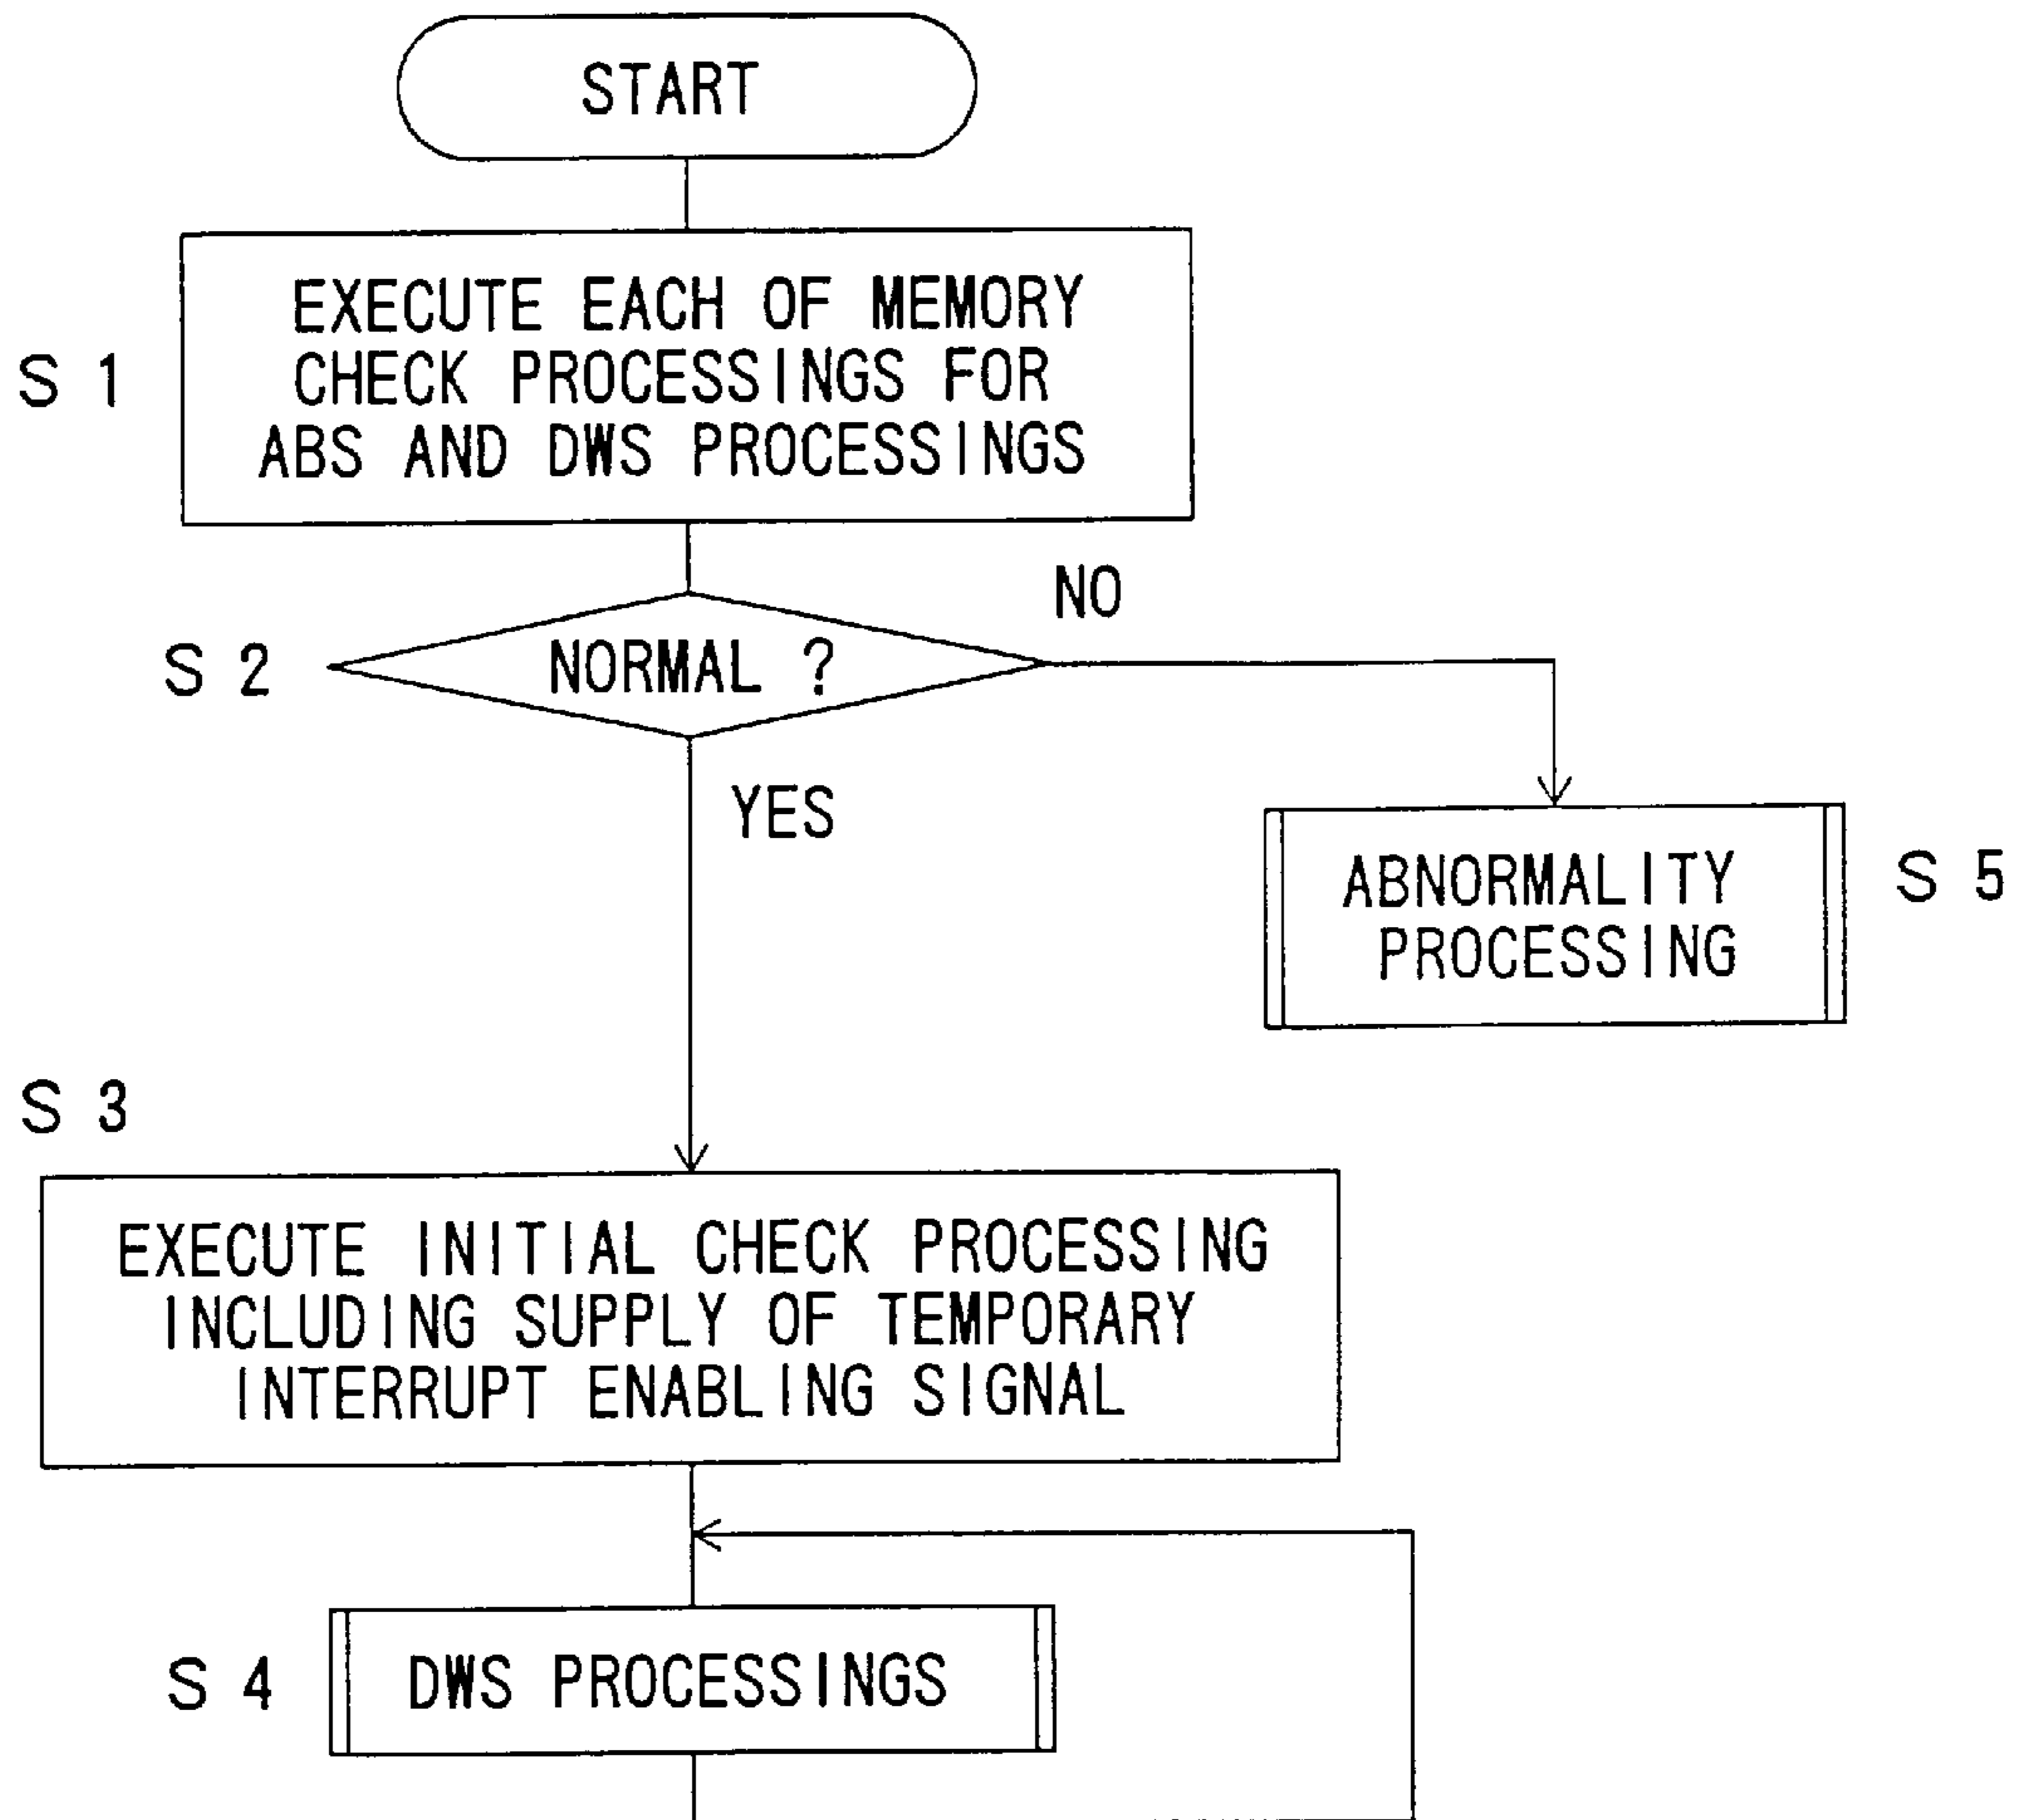 START
EXECUTE EACH OF MEMORY
CHECK PROCESSINGS FOR
ABS AND DWS PROCESSINGS
S 1
NO
S 2
NORMAL ?
YES
ABNORMALITY
PROCESSING
S 5
S 3
EXECUTE INITIAL CHECK PROCESSING
INCLUDING SUPPLY OF TEMPORARY
INTERRUPT ENABLING SIGNAL
S 4
DWS PROCESSINGS